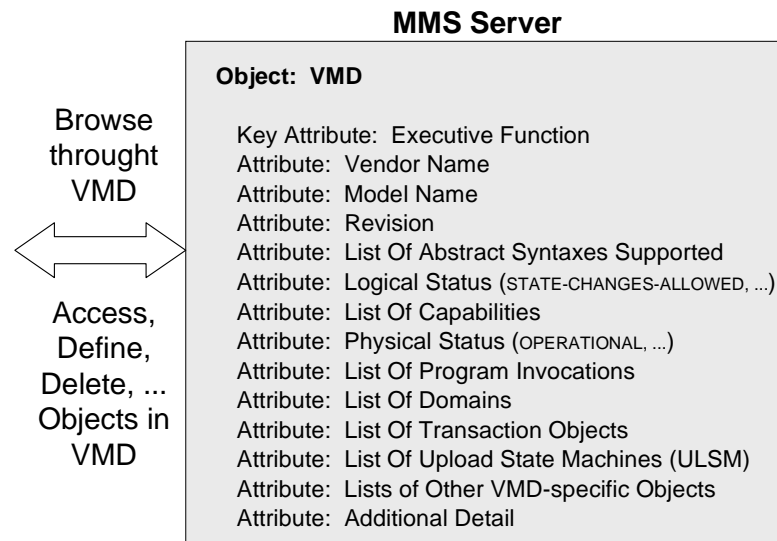 MMS Server
Browse
throught
VMD
Access,
Define,
Delete, ...
Objects in
VMD
Object: VMD
Key Attribute: Executive Function
Attribute: Vendor Name
Attribute: Model Name
Attribute: Revision
Attribute: List Of Abstract Syntaxes Supported
Attribute: Logical Status (STATE-CHANGES-ALLOWED, ...)
Attribute: List Of Capabilities
Attribute: Physical Status (OPERATIONAL, ...)
Attribute: List Of Program Invocations
Attribute: List Of Domains
Attribute: List Of Transaction Objects
Attribute: List Of Upload State Machines (ULSM)
Attribute: Lists of Other VMD-specific Objects
Attribute: Additional Detail